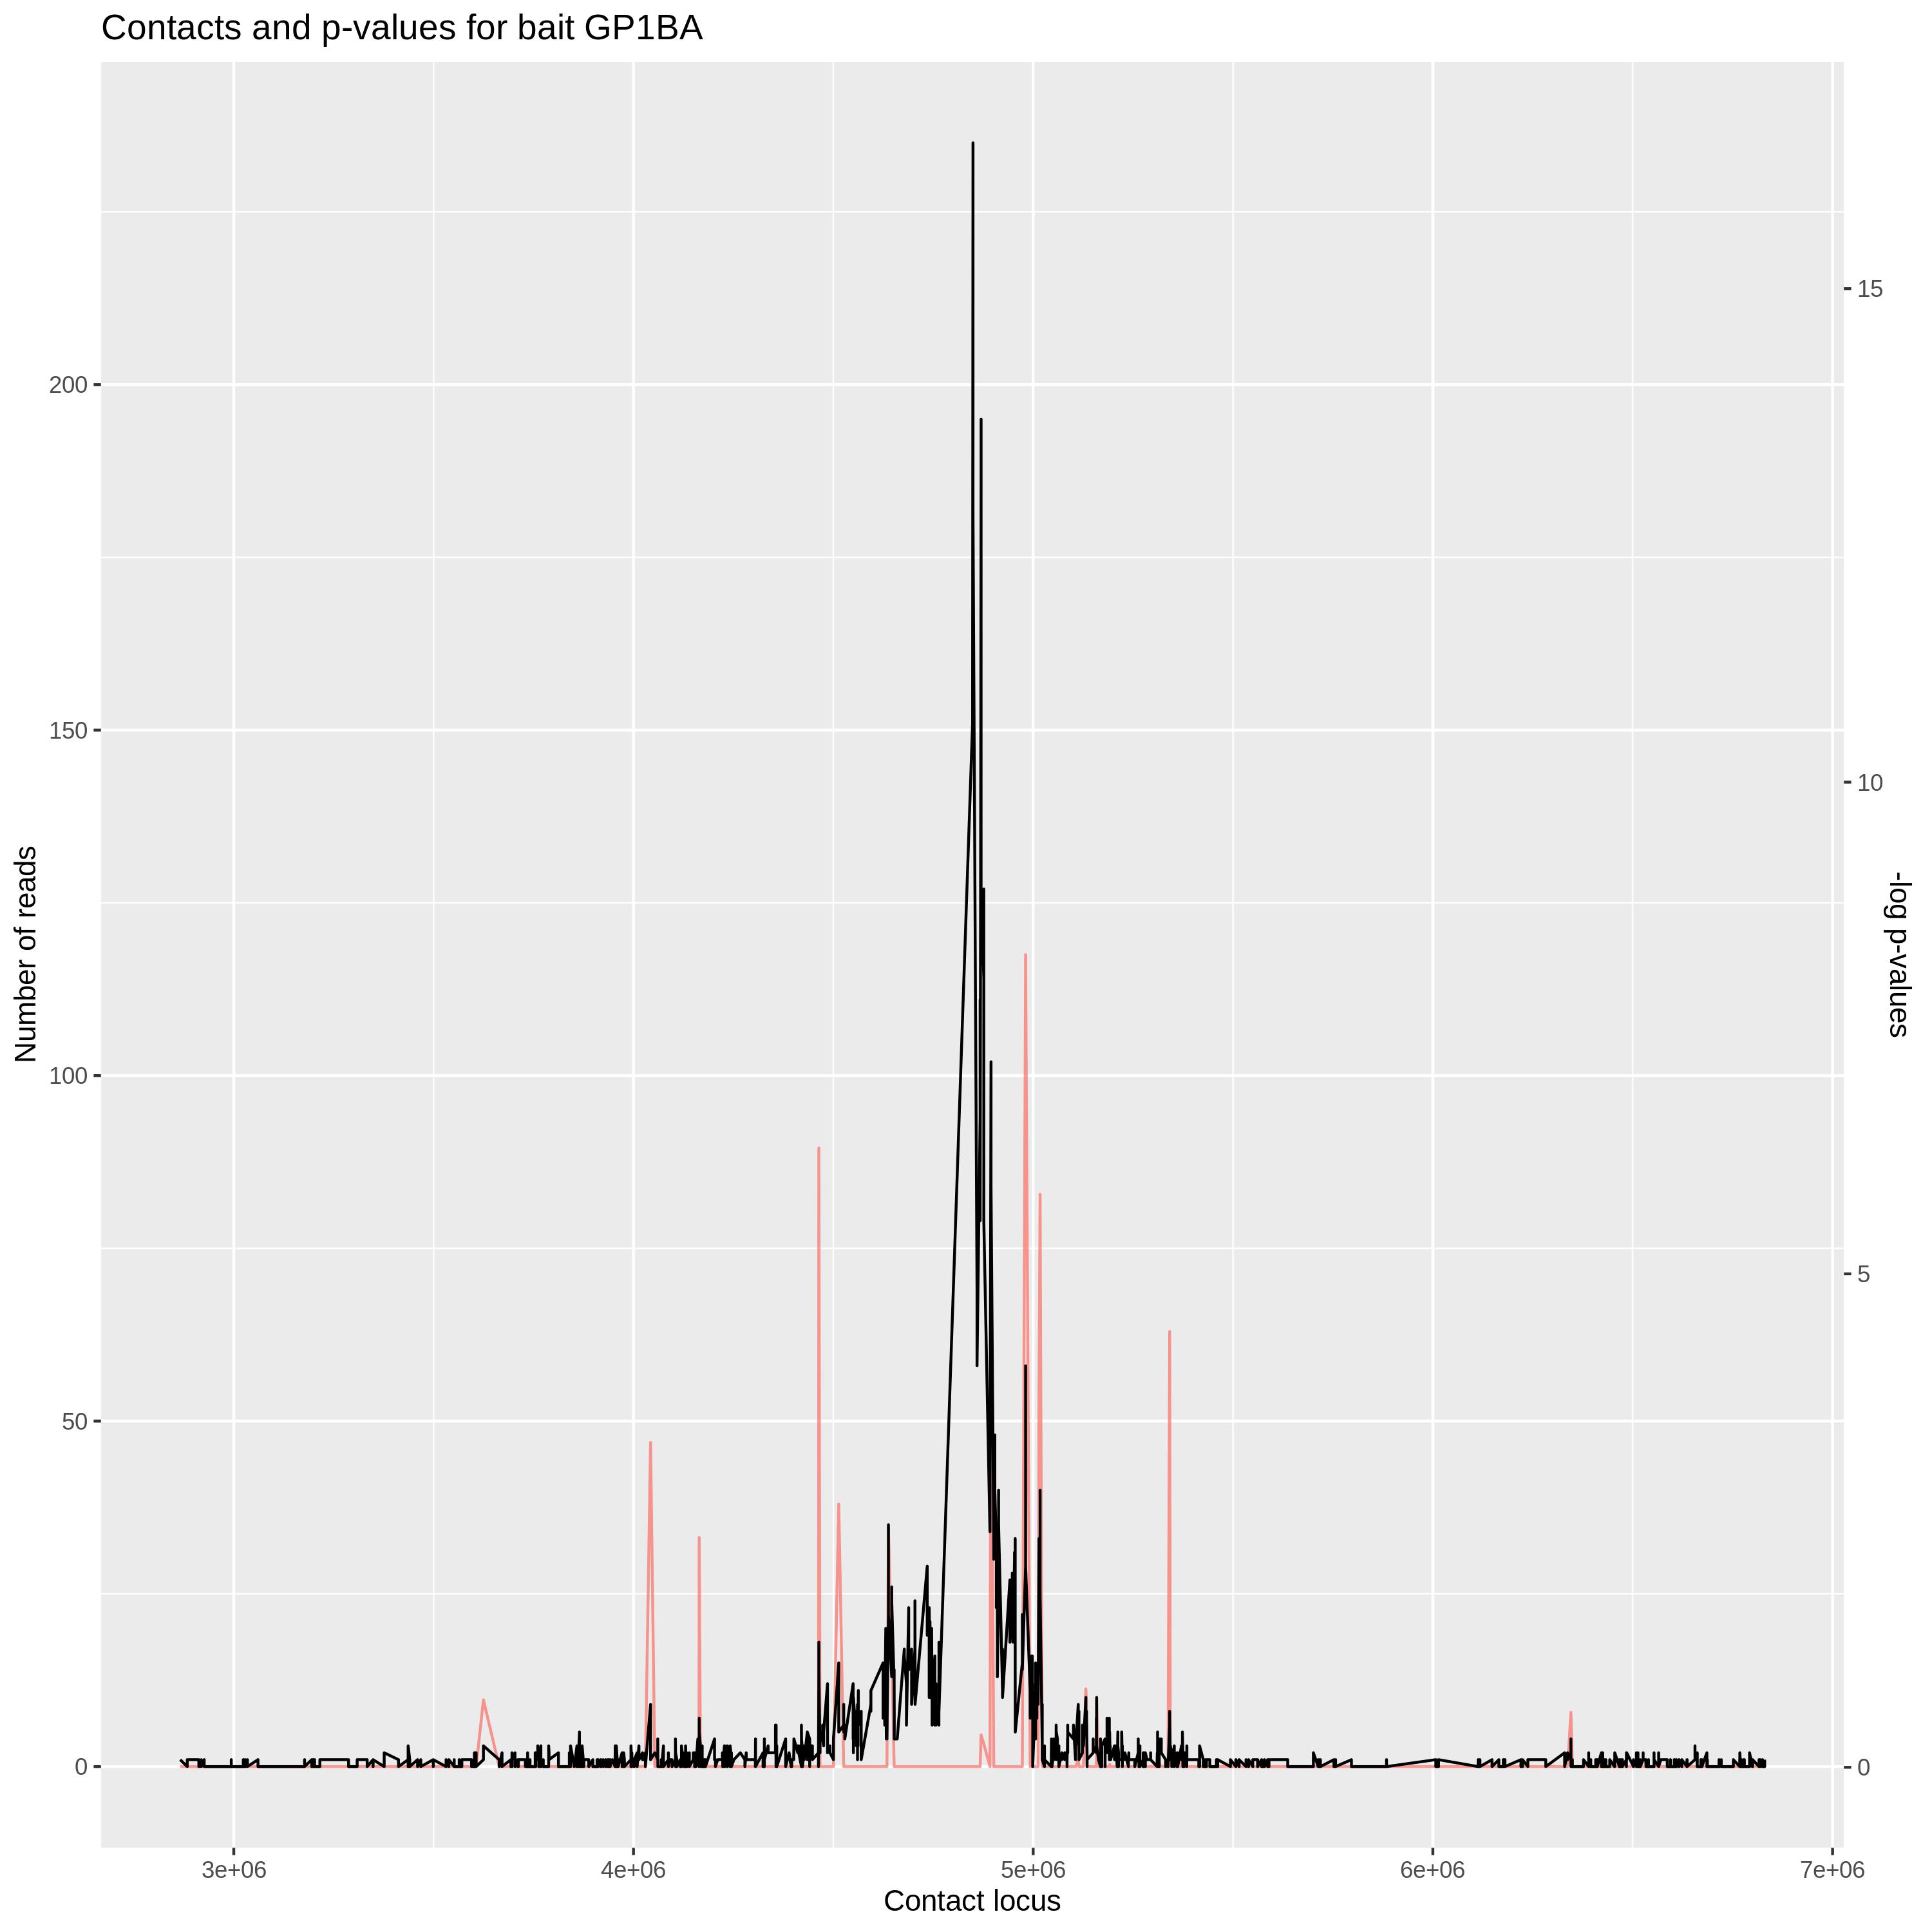 Contacts and p-values for bait GP1BA
Number of reads
200
150
100
50
0
15
10
5
0
-log p-values
3e+06 4e+06 5e+06 6e+06 7e+06
Contact locus